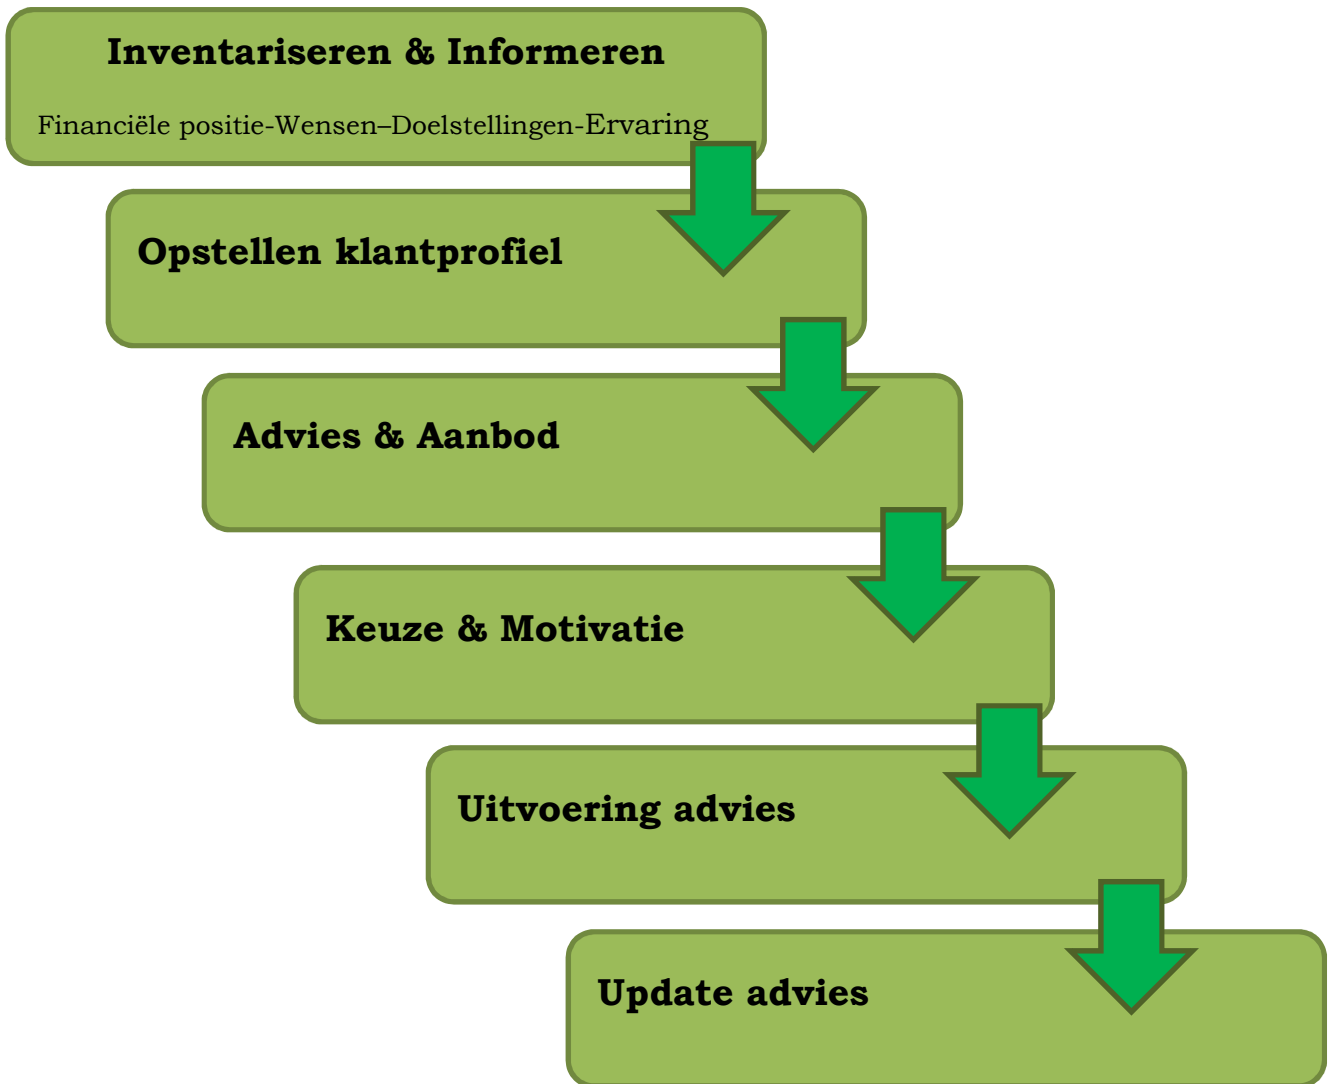 Inventariseren & Informeren
Financiële positie-Wensen–Doelstellingen-Ervaring
Opstellen klantprofiel
Advies & Aanbod
Keuze & Motivatie
Uitvoering advies
Update advies